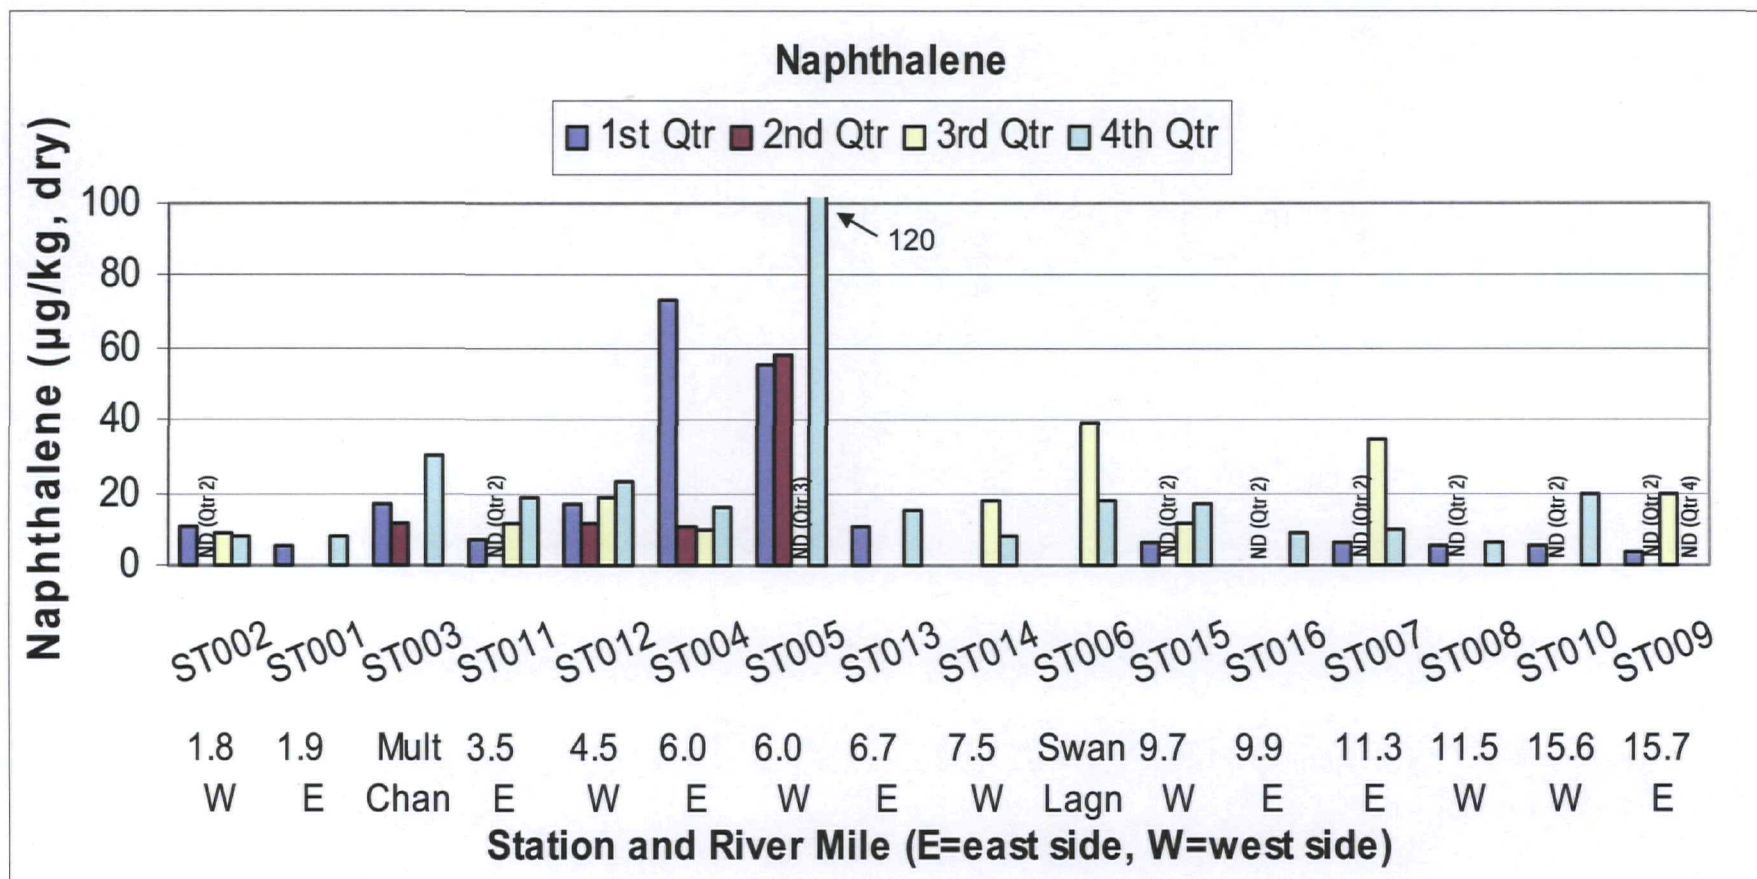 Naphthalene
1st Qtr 2nd Qtr 3rd Qtr 4th Qtr
Naphthalene (µg/kg, dry)
100
80
60
40
20
0
120
ND (Qtr 2)
ND (Qtr 2)
ND (Qtr 3)
ND (Qtr 2)
ND (Qtr 2)
ND (Qtr 2)
ND (Qtr 2)
ND (Qtr 2)
ND (Qtr 2)
ND (Qtr 4)
ST002 ST001 ST003 ST011 ST012 ST004 ST005 ST013 ST014 ST006 ST015 ST016 ST007 ST008 ST010 ST009
1.8 1.9 Mult 3.5 4.5 6.0 6.0 6.7 7.5 Swan 9.7 9.9 11.3 11.5 15.6 15.7
W E Chan E W E W E W Lagn W E E W W E
Station and River Mile (E=east side, W=west side)